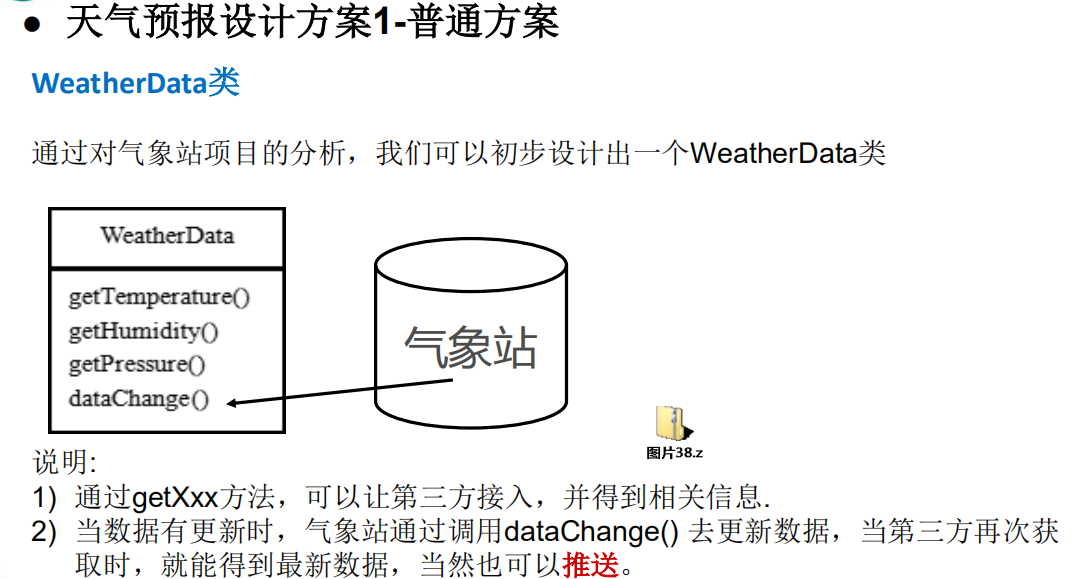 ● 天气预报设计方案1-普通方案
WeatherData类
通过对气象站项目的分析，我们可以初步设计出一个WeatherData类
WeatherData
getTemperature()
getHumidity()
getPressure()
dataChange()
气象站
图片38.z
说明:
1) 通过getXxx方法，可以让第三方接入，并得到相关信息.
2) 当数据有更新时，气象站通过调用dataChange() 去更新数据，当第三方再次获
取时，就能得到最新数据，当然也可以推送。